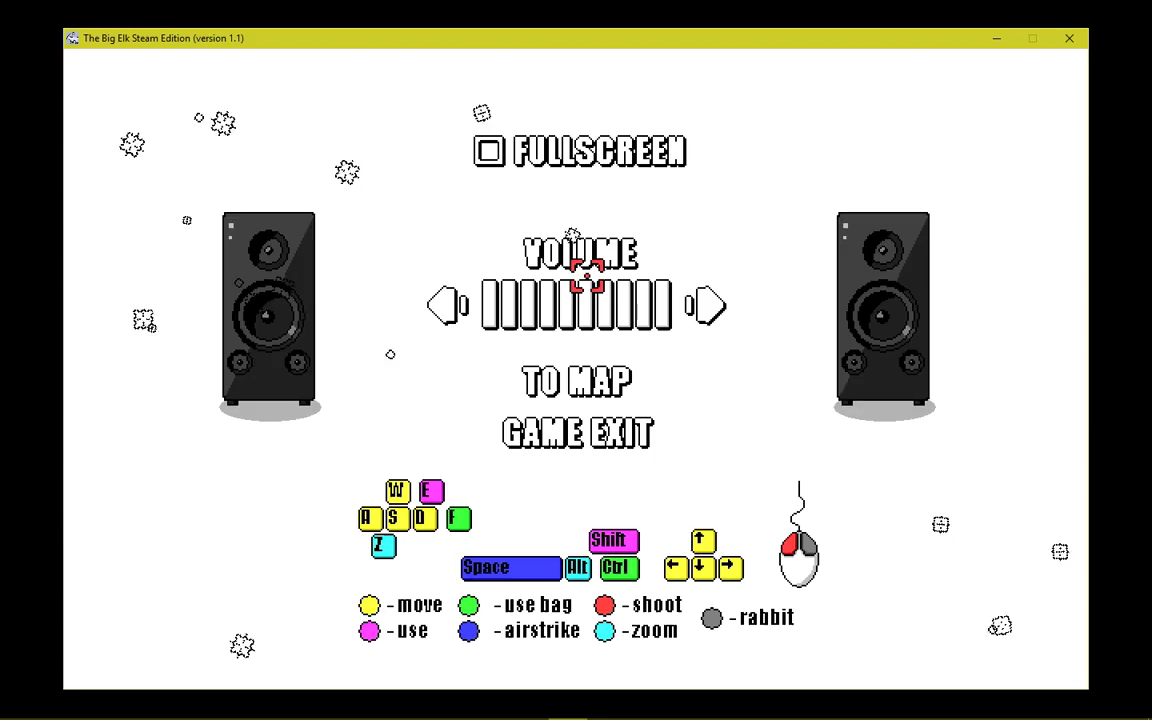 The Big Elk Steam Edition (version 1.1)
FULLSCREEN
VOLUME
TO MAP
GAME EXIT
W E
A S D F
Z
Shift
Space Alt Ctrl
-move -use bag -shoot -rabbit
-use -airstrike -zoom